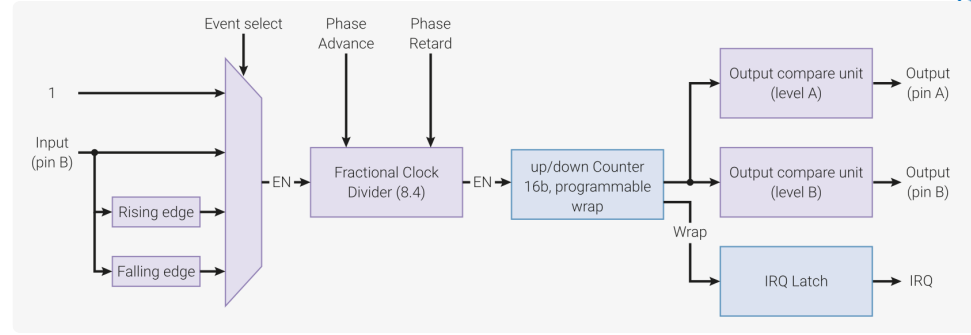 Event select
Phase
Advance
Phase
Retard
1
Input
(pin B)
Rising edge
Falling edge
EN
Fractional Clock
Divider (8.4)
EN
up/down Counter
16b, programmable
wrap
Wrap
Output compare unit
(level A)
Output
(pin A)
Output compare unit
(level B)
Output
(pin B)
IRQ Latch
IRQ